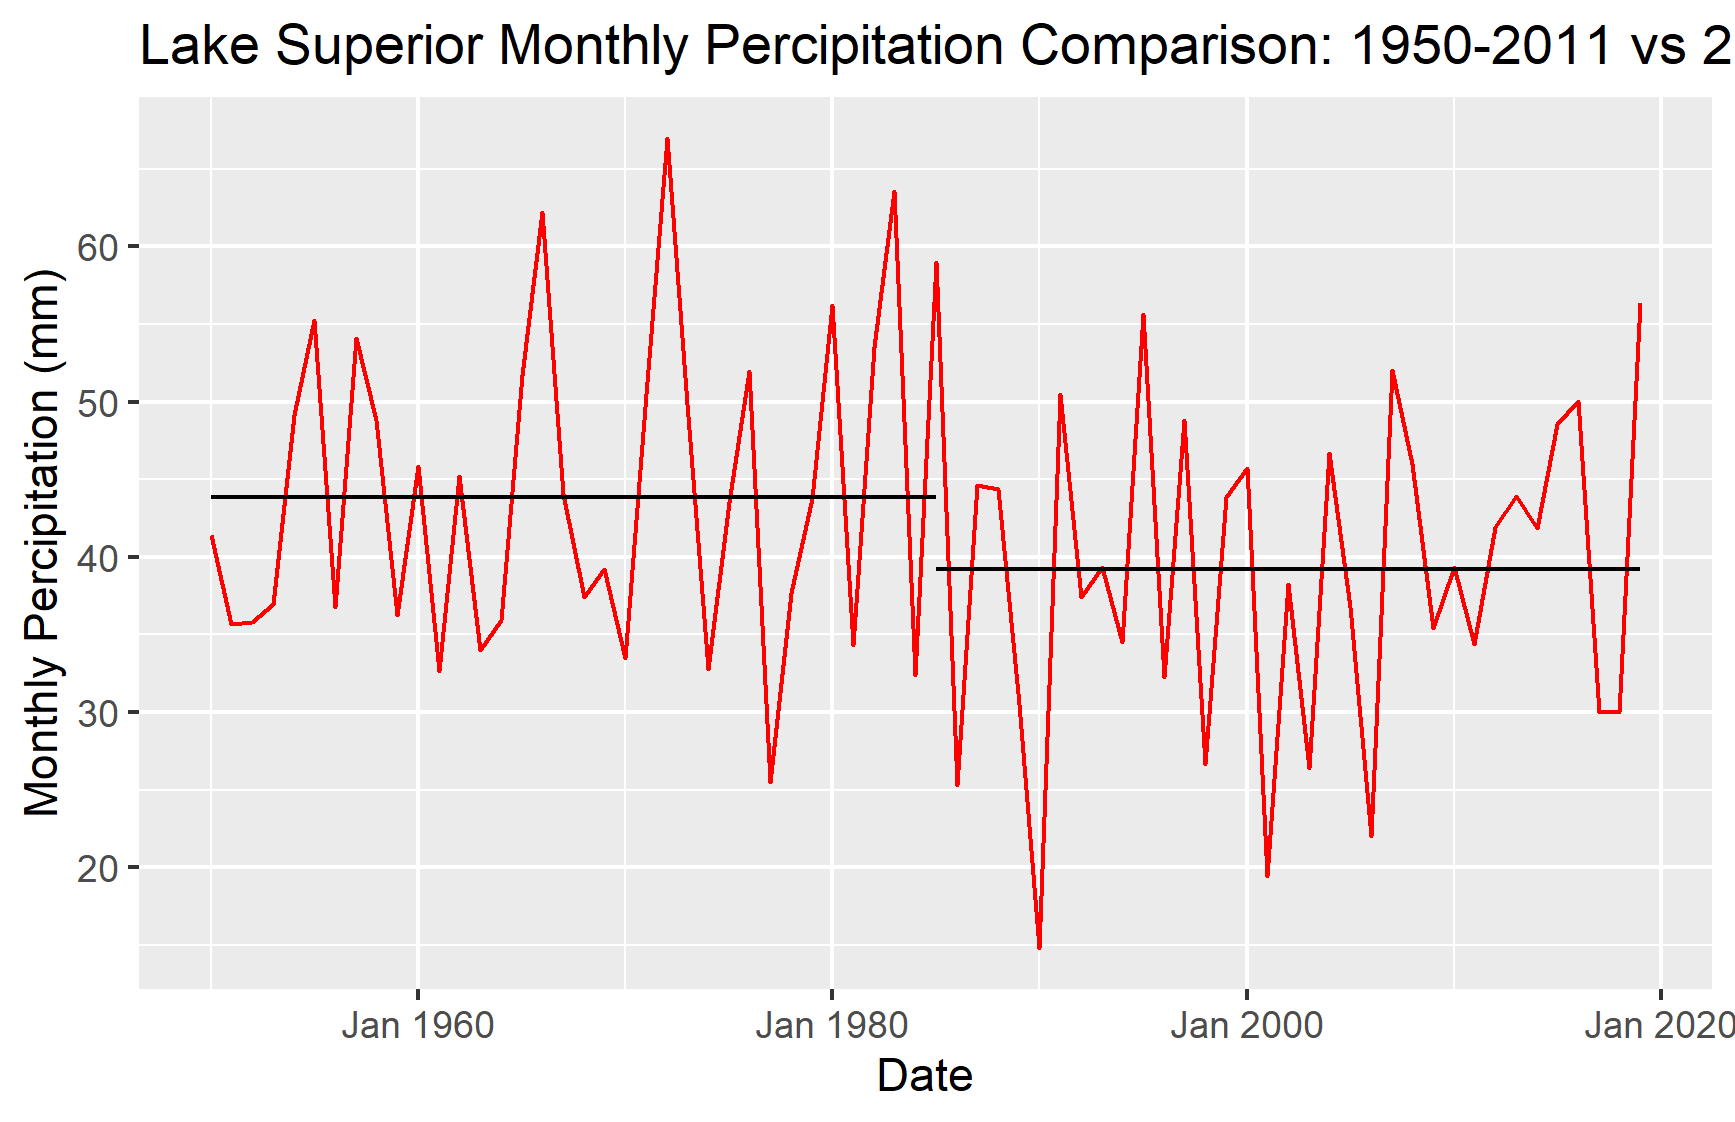 Lake Superior Monthly Percipitation Comparison: 1950-2011 vs 2
Monthly Percipitation (mm)
60
50
40
30
20
Jan 1960
Jan 1980
Jan 2000
Jan 2020
Date